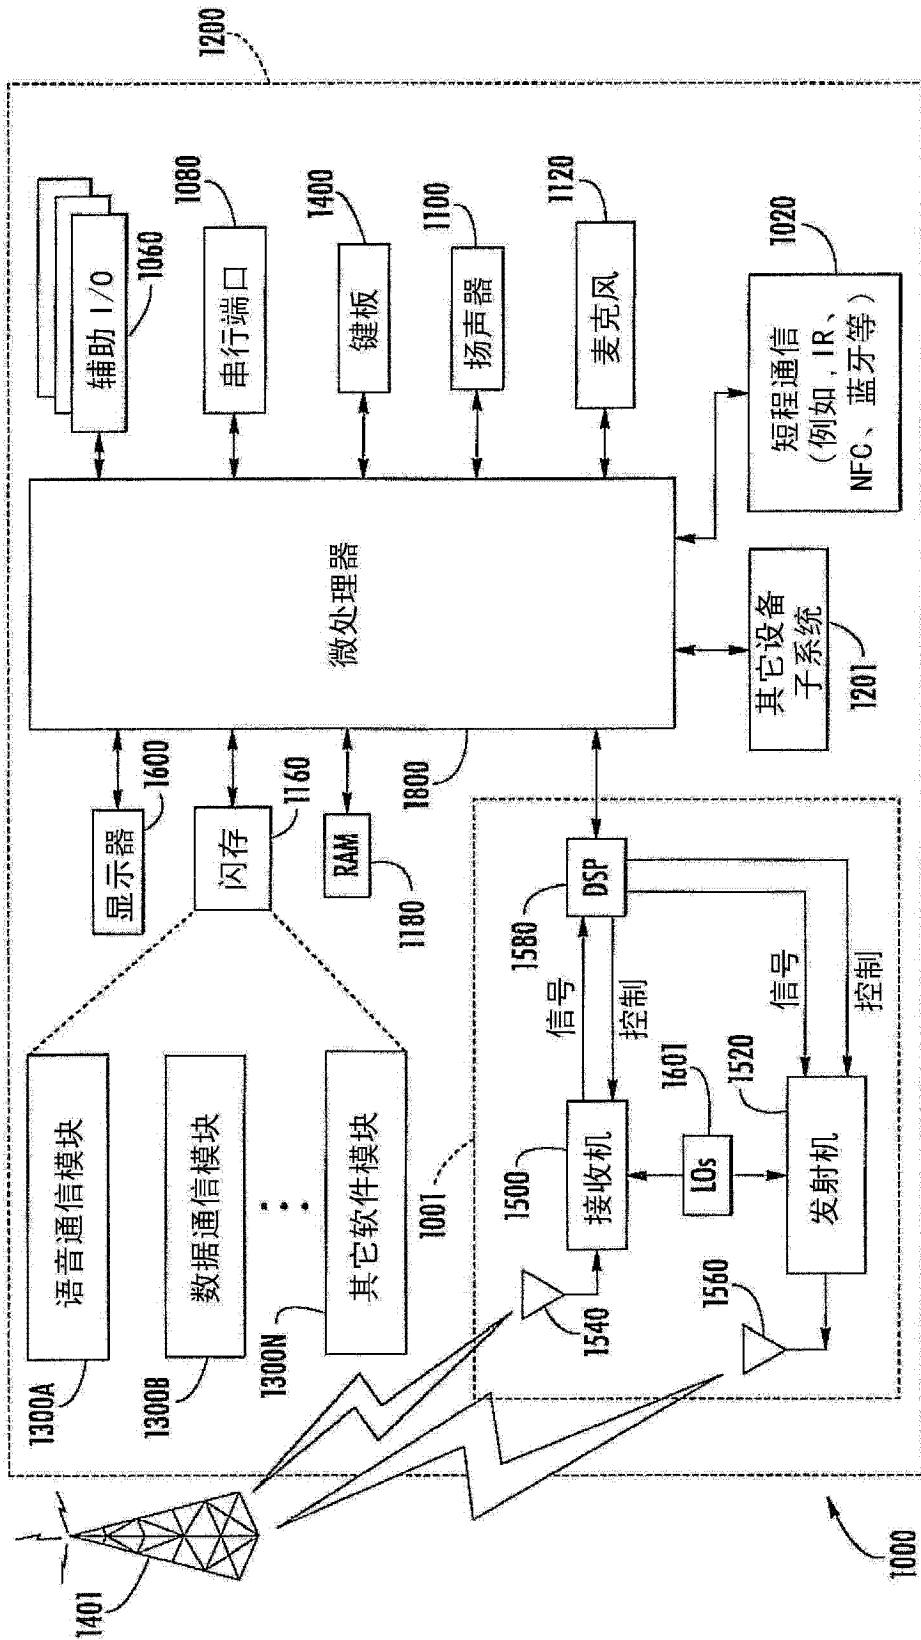 1200
辅助 I/O
1060
串行端口
1080
键板
1400
扬声器
1100
麦克风
1120
短程通信
(例如,IR、
NFC、蓝牙等)
1020
微处理器
1800
其它设备
子系统
1201
显示器
1600
闪存
1160
RAM
1180
语音通信模块
1300A
数据通信模块
1300B
其它软件模块
1300N
1001
DSP
1580
信号
控制
信号
控制
接收机
1500
LOs
1601
发射机
1520
1540
1560
1401
1000